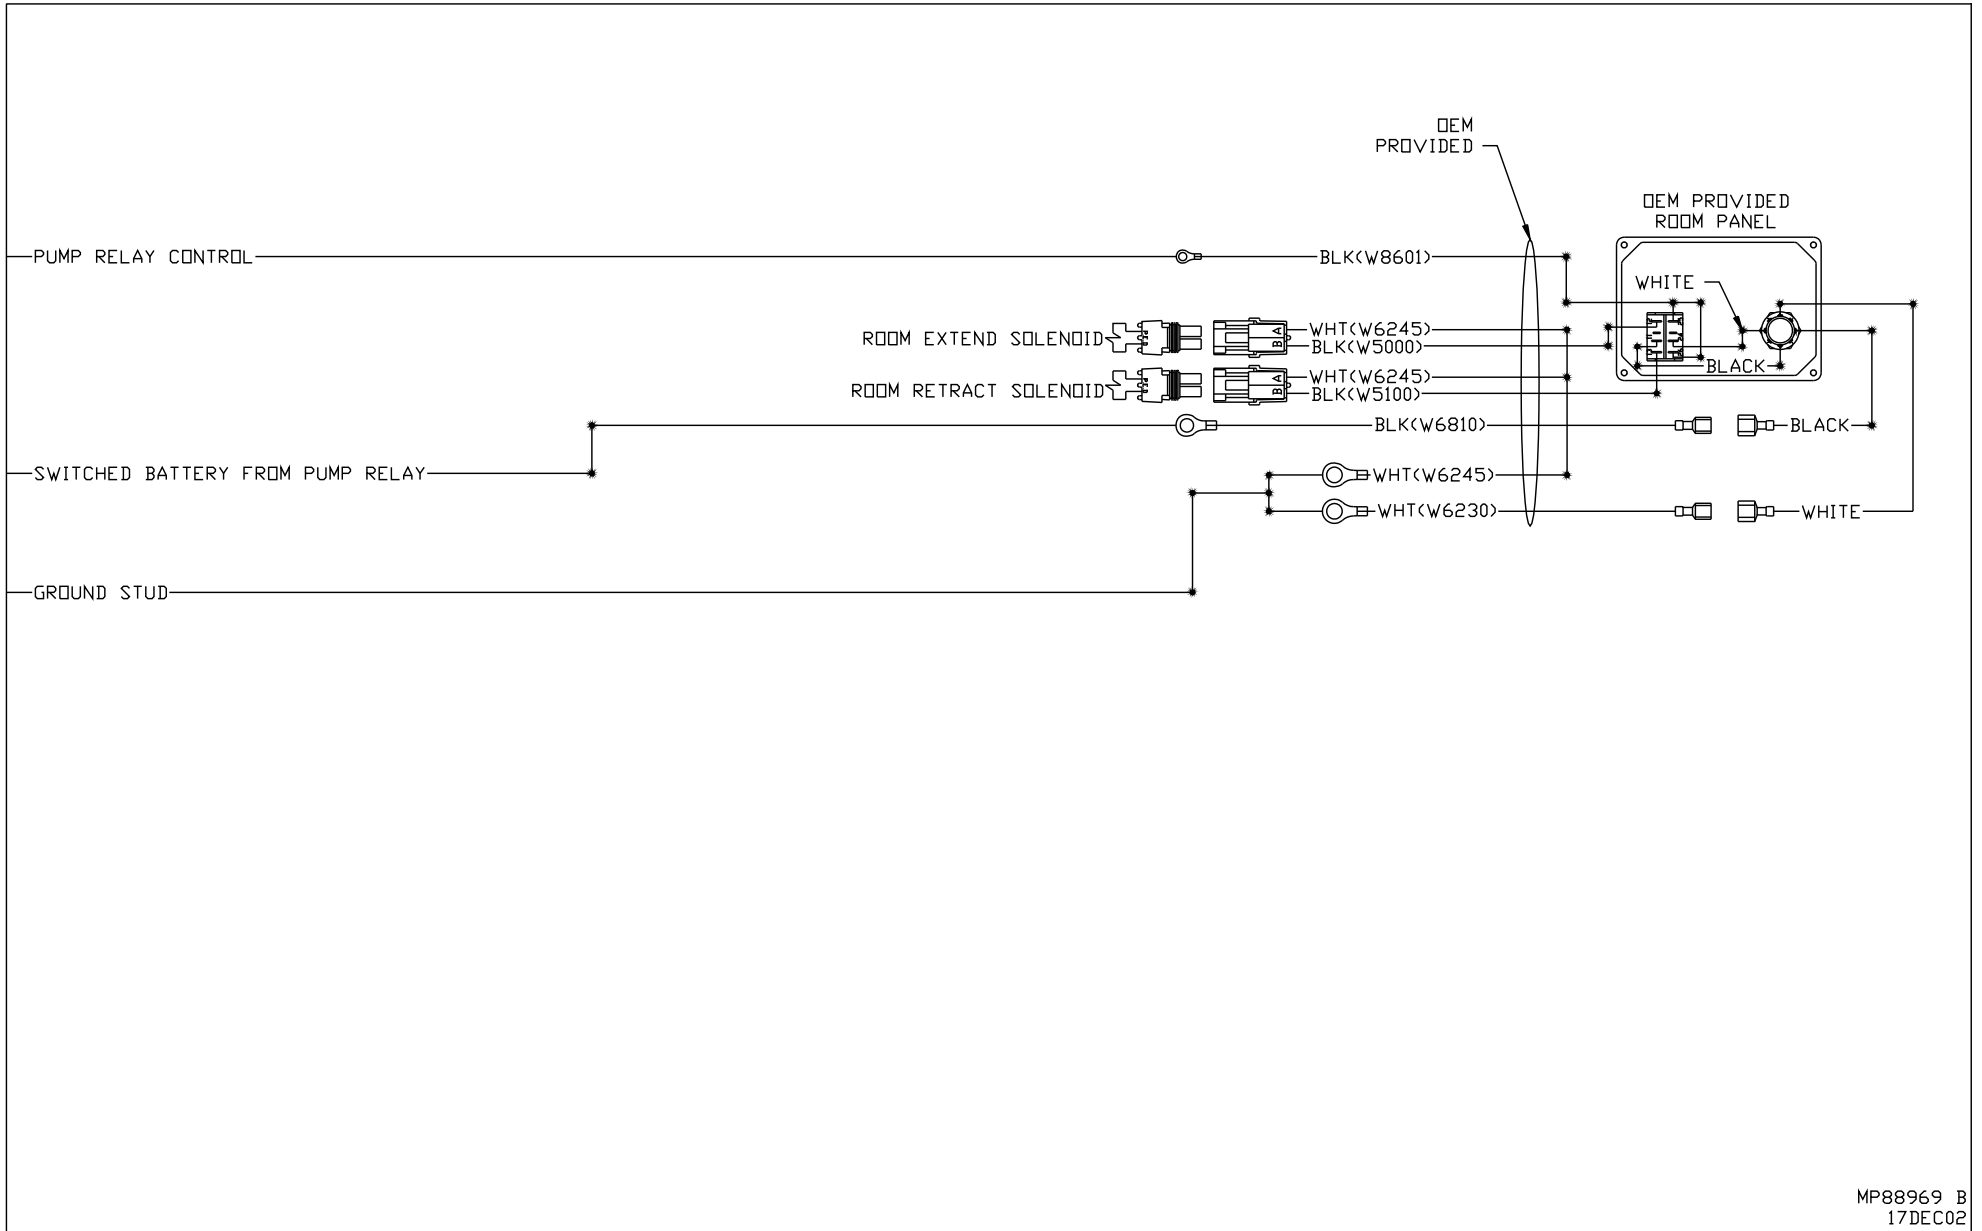 OEM
PROVIDED
OEM PROVIDED
ROOM PANEL
PUMP RELAY CONTROL
BLK(W8601)
WHITE
ROOM EXTEND SOLENOID
A
B
WHT(W6245)
BLK(W5000)
BLACK
ROOM RETRACT SOLENOID
A
B
WHT(W6245)
BLK(W5100)
BLK(W6810)
BLACK
SWITCHED BATTERY FROM PUMP RELAY
WHT(W6245)
WHT(W6230)
WHITE
GROUND STUD
MP88969 B
17DEC02